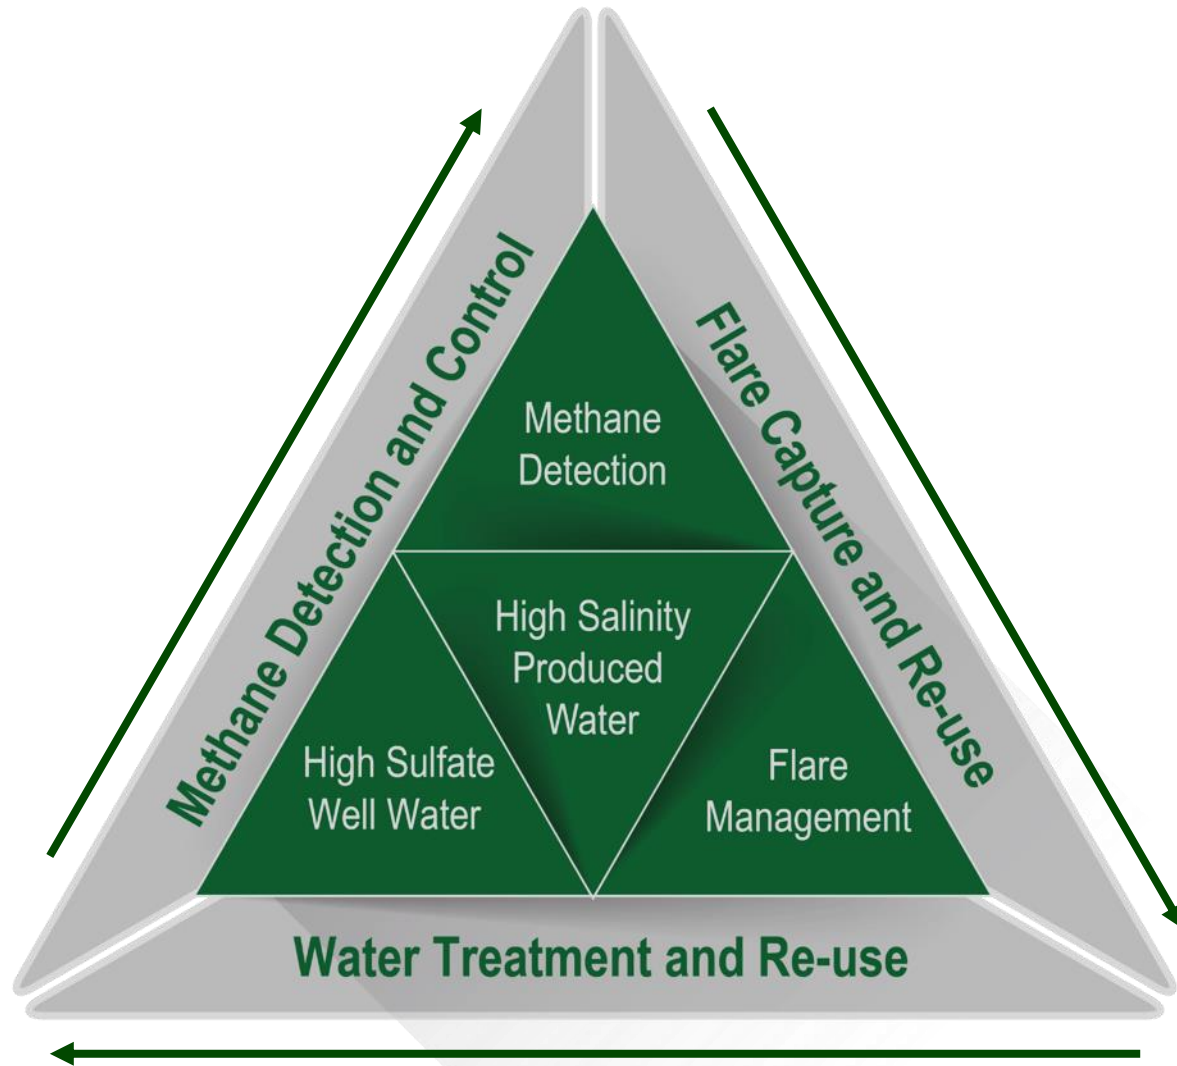 Methane Detection and Control
Flare Capture and Re-use
Methane
Detection
High Salinity
Produced
Water
High Sulfate
Well Water
Flare
Management
Water Treatment and Re-use